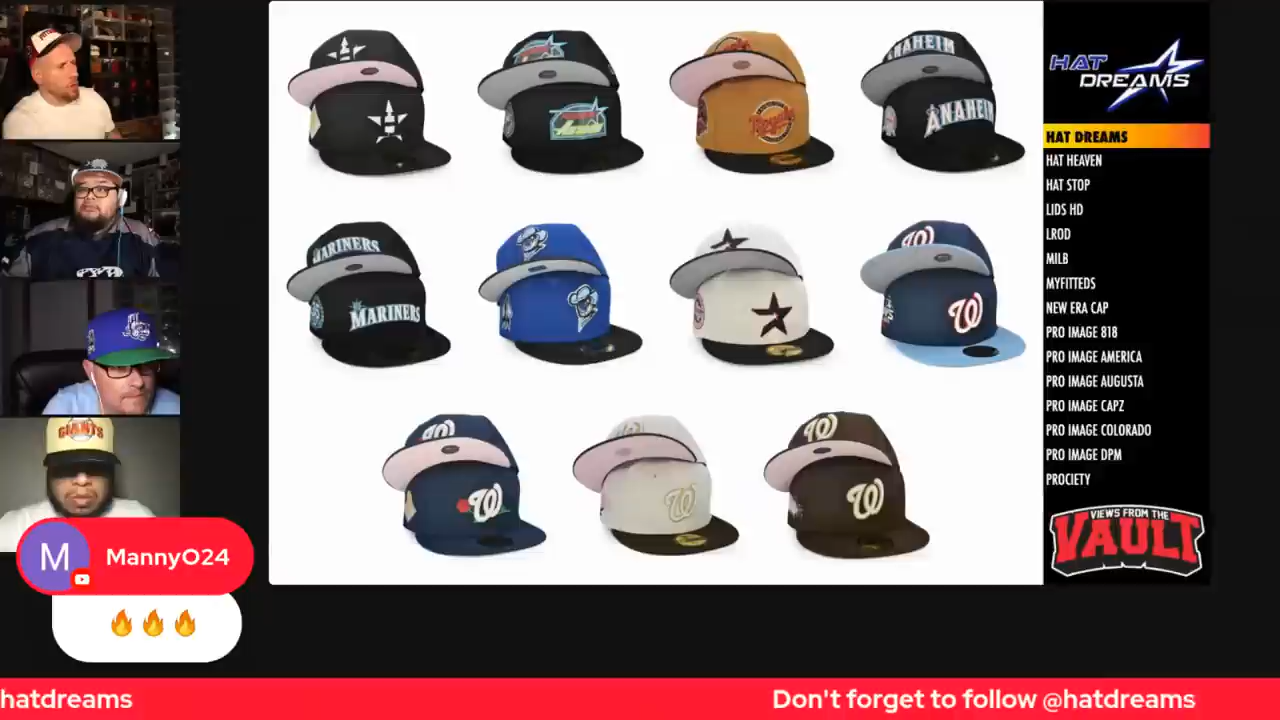 ANAHEIM
ANAHEIM
MARINERS
MARINERS
W
W
W
W
W
W
W
W
GIANTS
HAT
DREAMS
HAT DREAMS
HAT HEAVEN
HAT STOP
LIDS HD
LROD
MILB
MYFITTEDS
NEW ERA CAP
PRO IMAGE 818
PRO IMAGE AMERICA
PRO IMAGE AUGUSTA
PRO IMAGE CAPZ
PRO IMAGE COLORADO
PRO IMAGE DPM
PROCIETY
VIEWS FROM THE
VAULT
M
MannyO24
hatdreams
Don't forget to follow @hatdreams